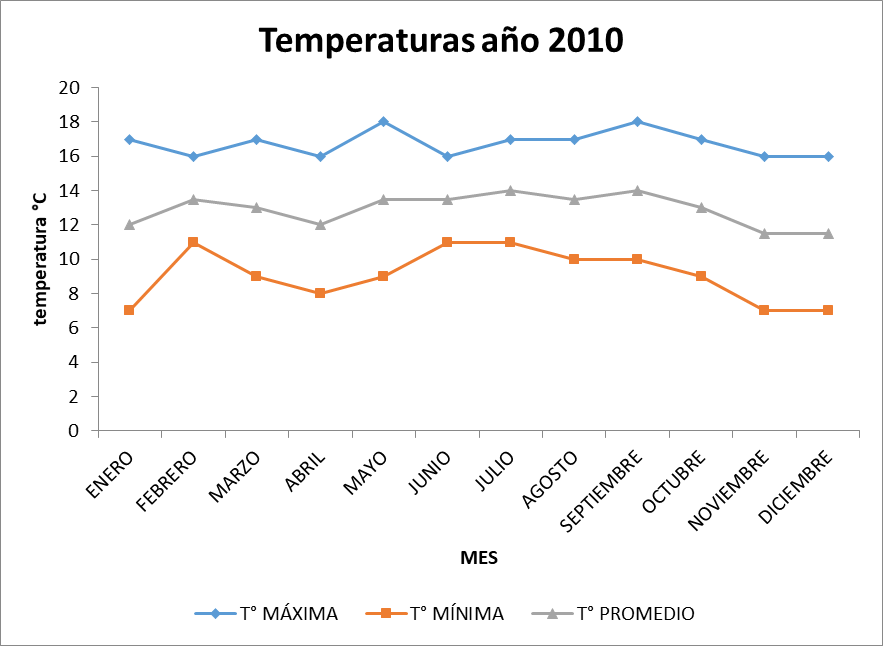 Temperaturas año 2010
20
18
16
14
12
10
8
6
4
2
0
temperatura °C
ENERO
FEBRERO
MARZO
ABRIL
MAYO
JUNIO
JULIO
AGOSTO
SEPTIEMBRE
OCTUBRE
NOVIEMBRE
DICIEMBRE
MES
T° MÁXIMA
T° MÍNIMA
T° PROMEDIO